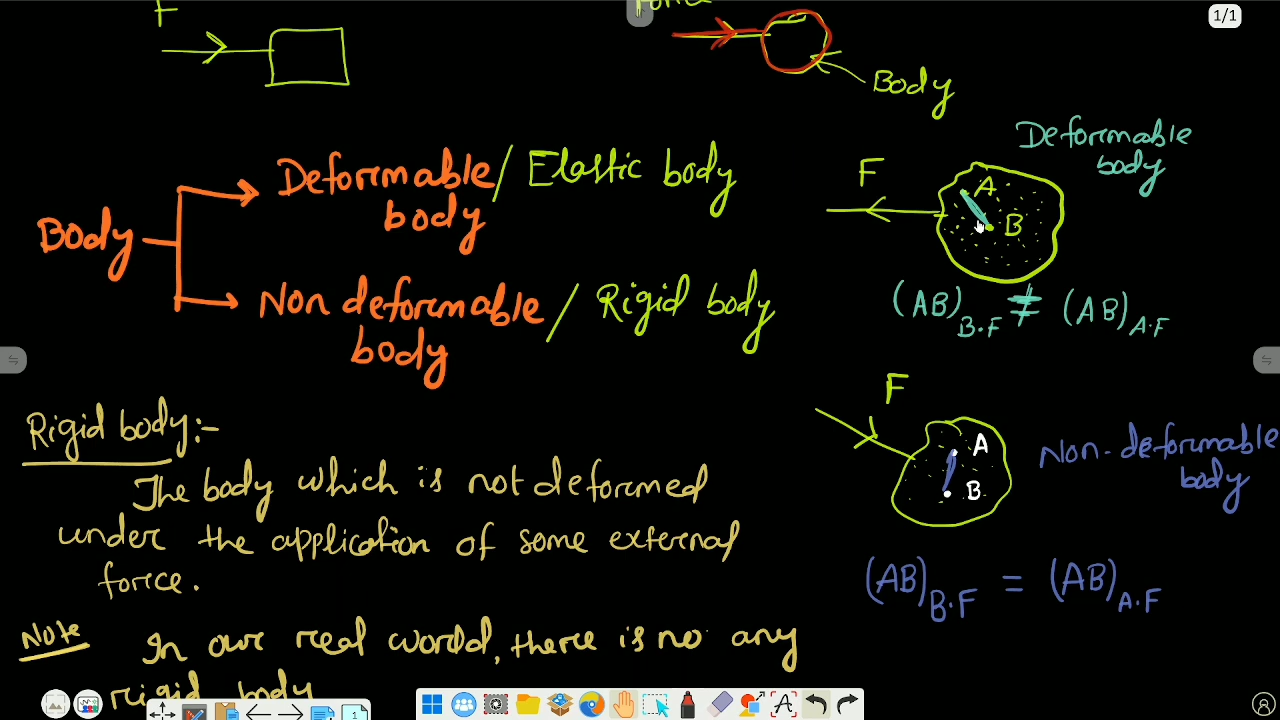 F
Force
1/1
Body
Deformable
body
F
A
B
Body
Deformable / Elastic body
body
Non deformable / Rigid body
body
(AB)B.F ≠ (AB)A.F
F
A
B
Non-deformable
body
(AB)B.F = (AB)A.F
Rigid body:-
The body which is not deformed
under the application of some external
force.
Note
In our real world, there is no any
rigid body
1